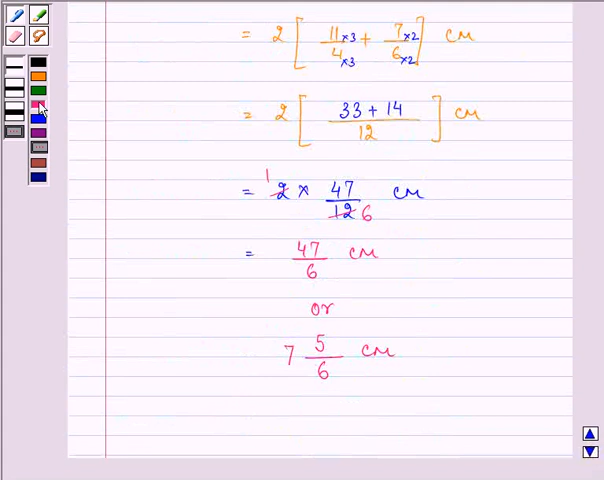 = 2 [ 11×3/4×3 + 7×2/6×2 ] cm
= 2 [ 33 + 14 / 12 ] cm
= 2 1 × 47/12 6 cm
= 47/6 cm
or
7 5/6 cm